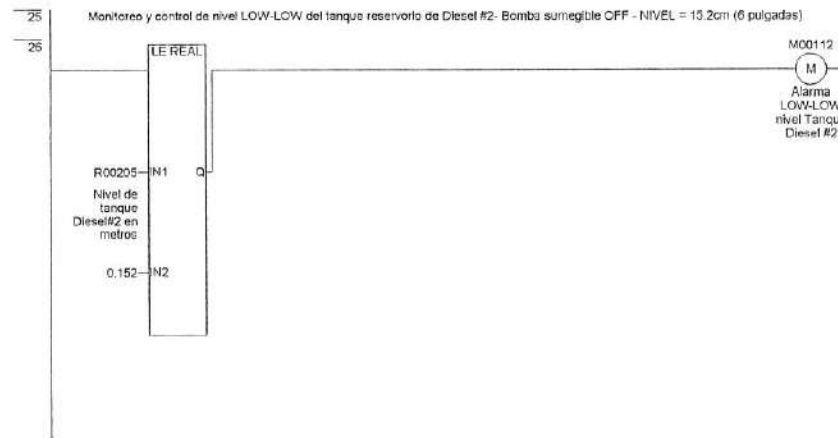 25
Monitoreo y control de nivel LOW-LOW del tanque reservorio de Diesel #2- Bomba sumegible OFF - NIVEL = 15.2cm (6 pulgadas)
26
LE REAL
M00112
M
Alarma
LOW-LOW
nivel Tanqu
Diesel #2
R00205
IN1
Q
Nivel de
tanque
Diesel#2 en
metros
0.152
IN2